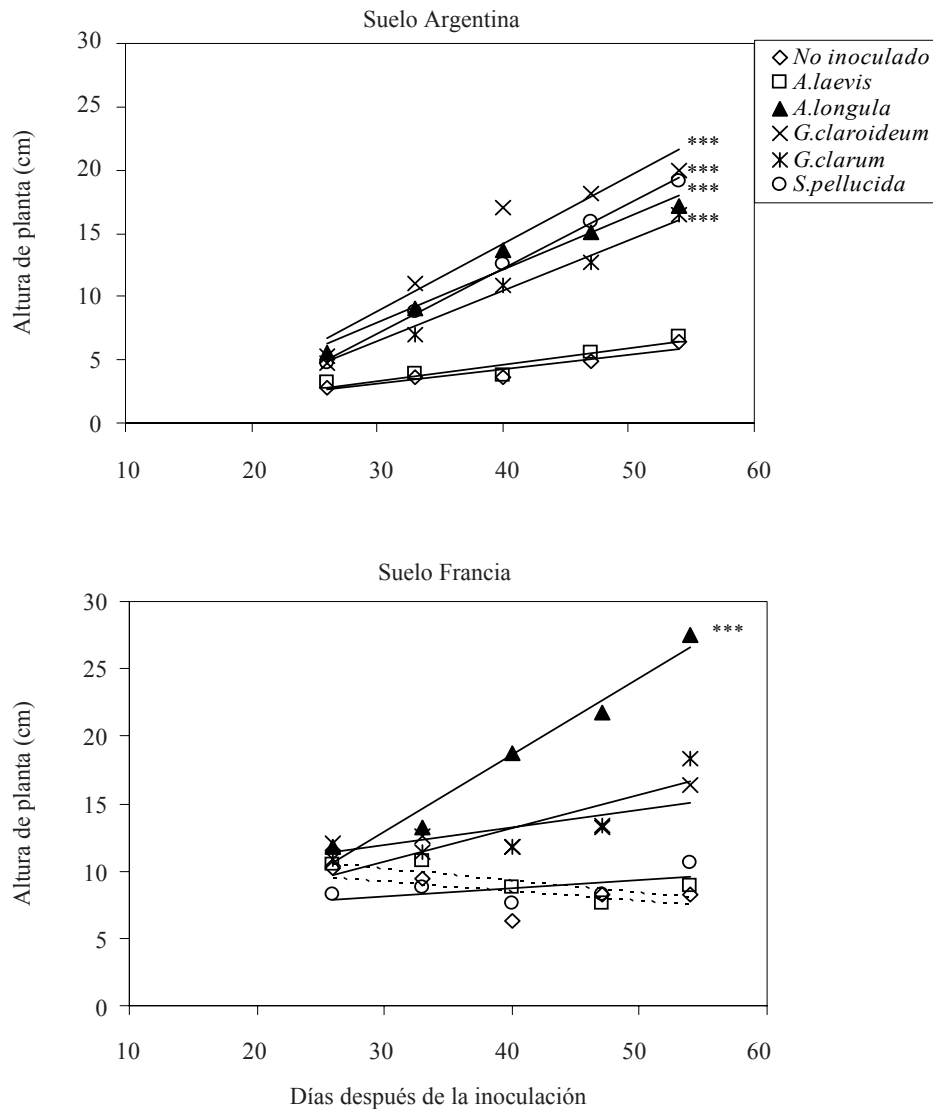 Suelo Argentina
Altura de planta (cm)
30
25
20
15
10
5
0
10 20 30 40 50 60
***
***
***
***
No inoculado
A.laevis
A.longula
G.claroideum
G.clarum
S.pellucida
Suelo Francia
Altura de planta (cm)
30
25
20
15
10
5
0
10 20 30 40 50 60
***
Días después de la inoculación